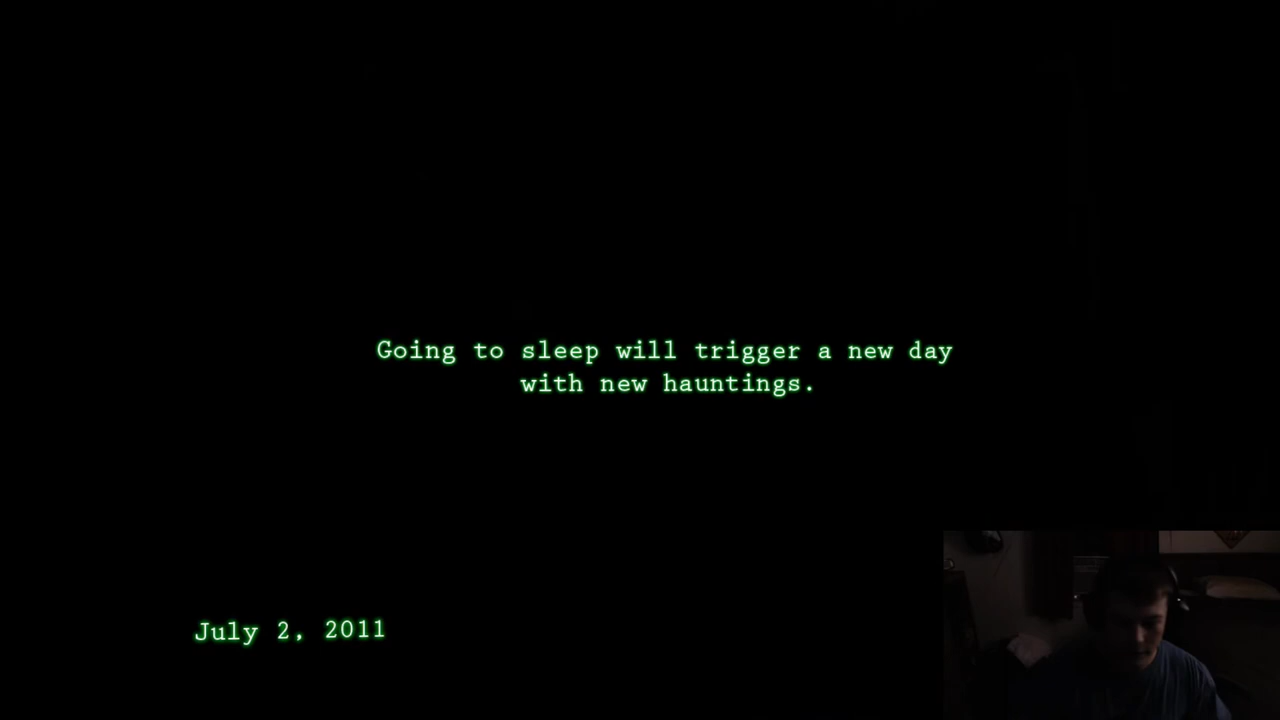 Going to sleep will trigger a new day
with new hauntings.
July 2, 2011